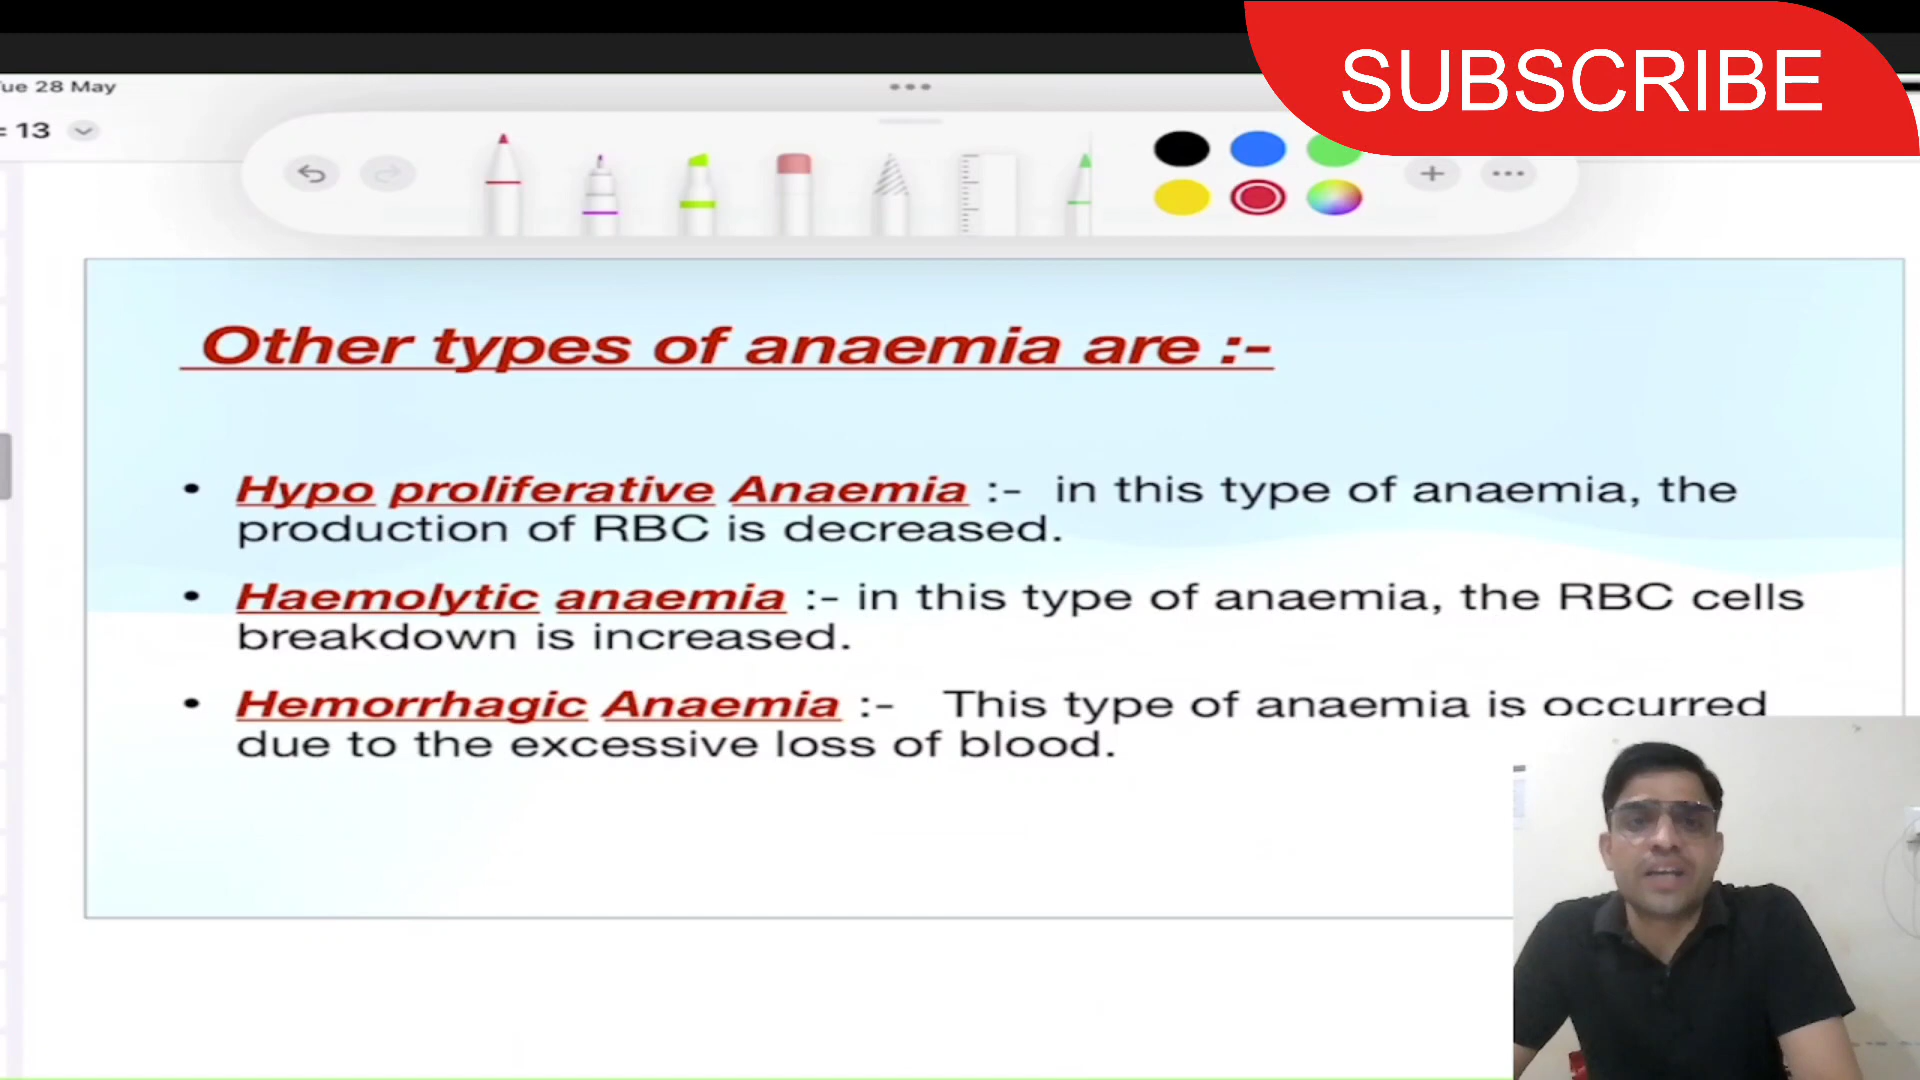 SUBSCRIBE
Tue 28 May
= 13
Other types of anaemia are :-
• Hypo proliferative Anaemia :- in this type of anaemia, the
production of RBC is decreased.
• Haemolytic anaemia :- in this type of anaemia, the RBC cells
breakdown is increased.
• Hemorrhagic Anaemia :- This type of anaemia is occurred
due to the excessive loss of blood.